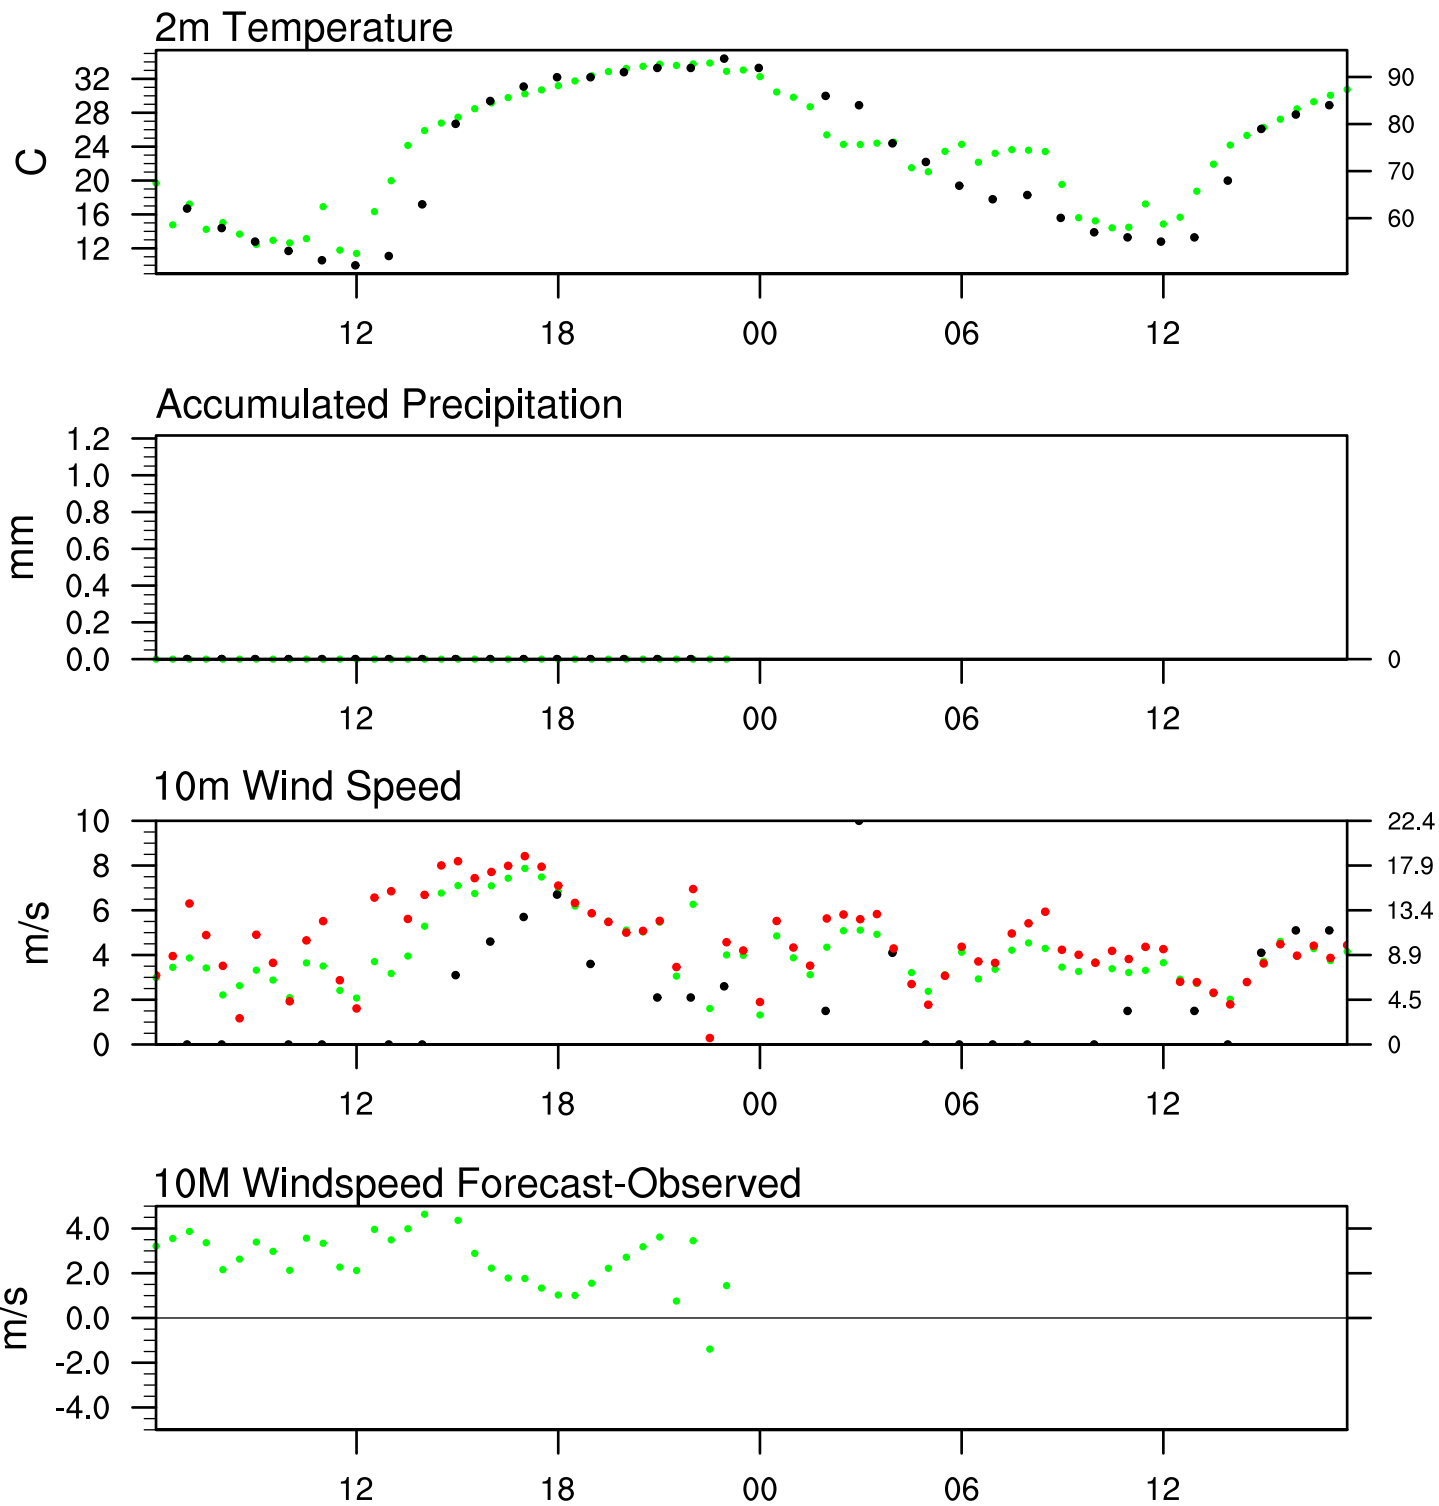 2m Temperature
32
28
24
20
16
12
C
90
80
70
60
12 18 00 06 12
Accumulated Precipitation
1.2
1.0
0.8
0.6
0.4
0.2
0.0
mm
0
12 18 00 06 12
10m Wind Speed
10
8
6
4
2
0
m/s
22.4
17.9
13.4
8.9
4.5
0
12 18 00 06 12
10M Windspeed Forecast-Observed
4.0
2.0
0.0
-2.0
-4.0
m/s
12 18 00 06 12